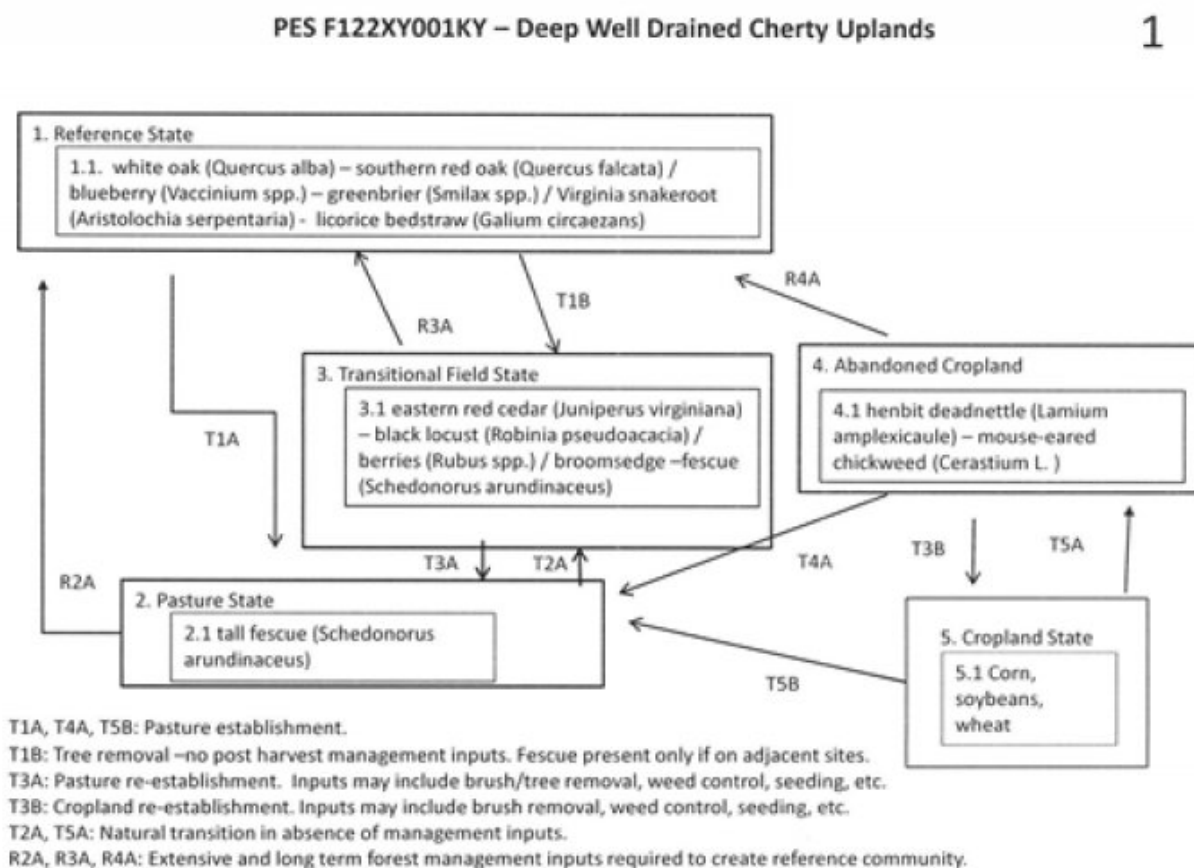 PES F122XY001KY – Deep Well Drained Cherty Uplands
1
1. Reference State
1.1. white oak (Quercus alba) – southern red oak (Quercus falcata) /
blueberry (Vaccinium spp.) – greenbrier (Smilax spp.) / Virginia snakeroot
(Aristolochia serpentaria) - licorice bedstraw (Galium circaezans)
R4A
T1B
R3A
3. Transitional Field State
3.1 eastern red cedar (Juniperus virginiana)
– black locust (Robinia pseudoacacia) /
berries (Rubus spp.) / broomsedge –fescue
(Schedonorus arundinaceus)
4. Abandoned Cropland
4.1 henbit deadnettle (Lamium
amplexicaule) – mouse-eared
chickweed (Cerastium L. )
T1A
T3A
T2A
T4A
T3B
T5A
R2A
2. Pasture State
2.1 tall fescue (Schedonorus
arundinaceus)
5. Cropland State
5.1 Corn,
soybeans,
wheat
T5B
T1A, T4A, T5B: Pasture establishment.
T1B: Tree removal –no post harvest management inputs. Fescue present only if on adjacent sites.
T3A: Pasture re-establishment. Inputs may include brush/tree removal, weed control, seeding, etc.
T3B: Cropland re-establishment. Inputs may include brush removal, weed control, seeding, etc.
T2A, T5A: Natural transition in absence of management inputs.
R2A, R3A, R4A: Extensive and long term forest management inputs required to create reference community.